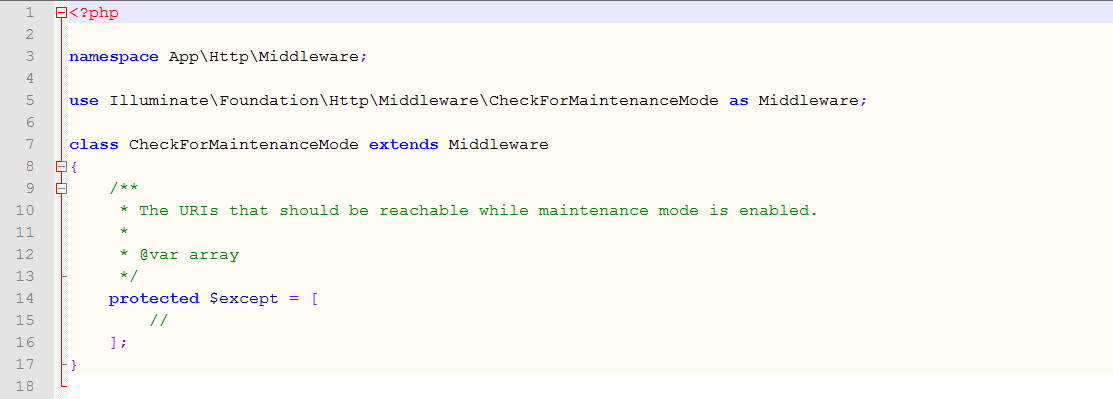 1 <?php
2
3 namespace App\Http\Middleware;
4
5 use Illuminate\Foundation\Http\Middleware\CheckForMaintenanceMode as Middleware;
6
7 class CheckForMaintenanceMode extends Middleware
8 {
9     /**
10      * The URIs that should be reachable while maintenance mode is enabled.
11      *
12      * @var array
13      */
14     protected $except = [
15         //
16     ];
17 }
18